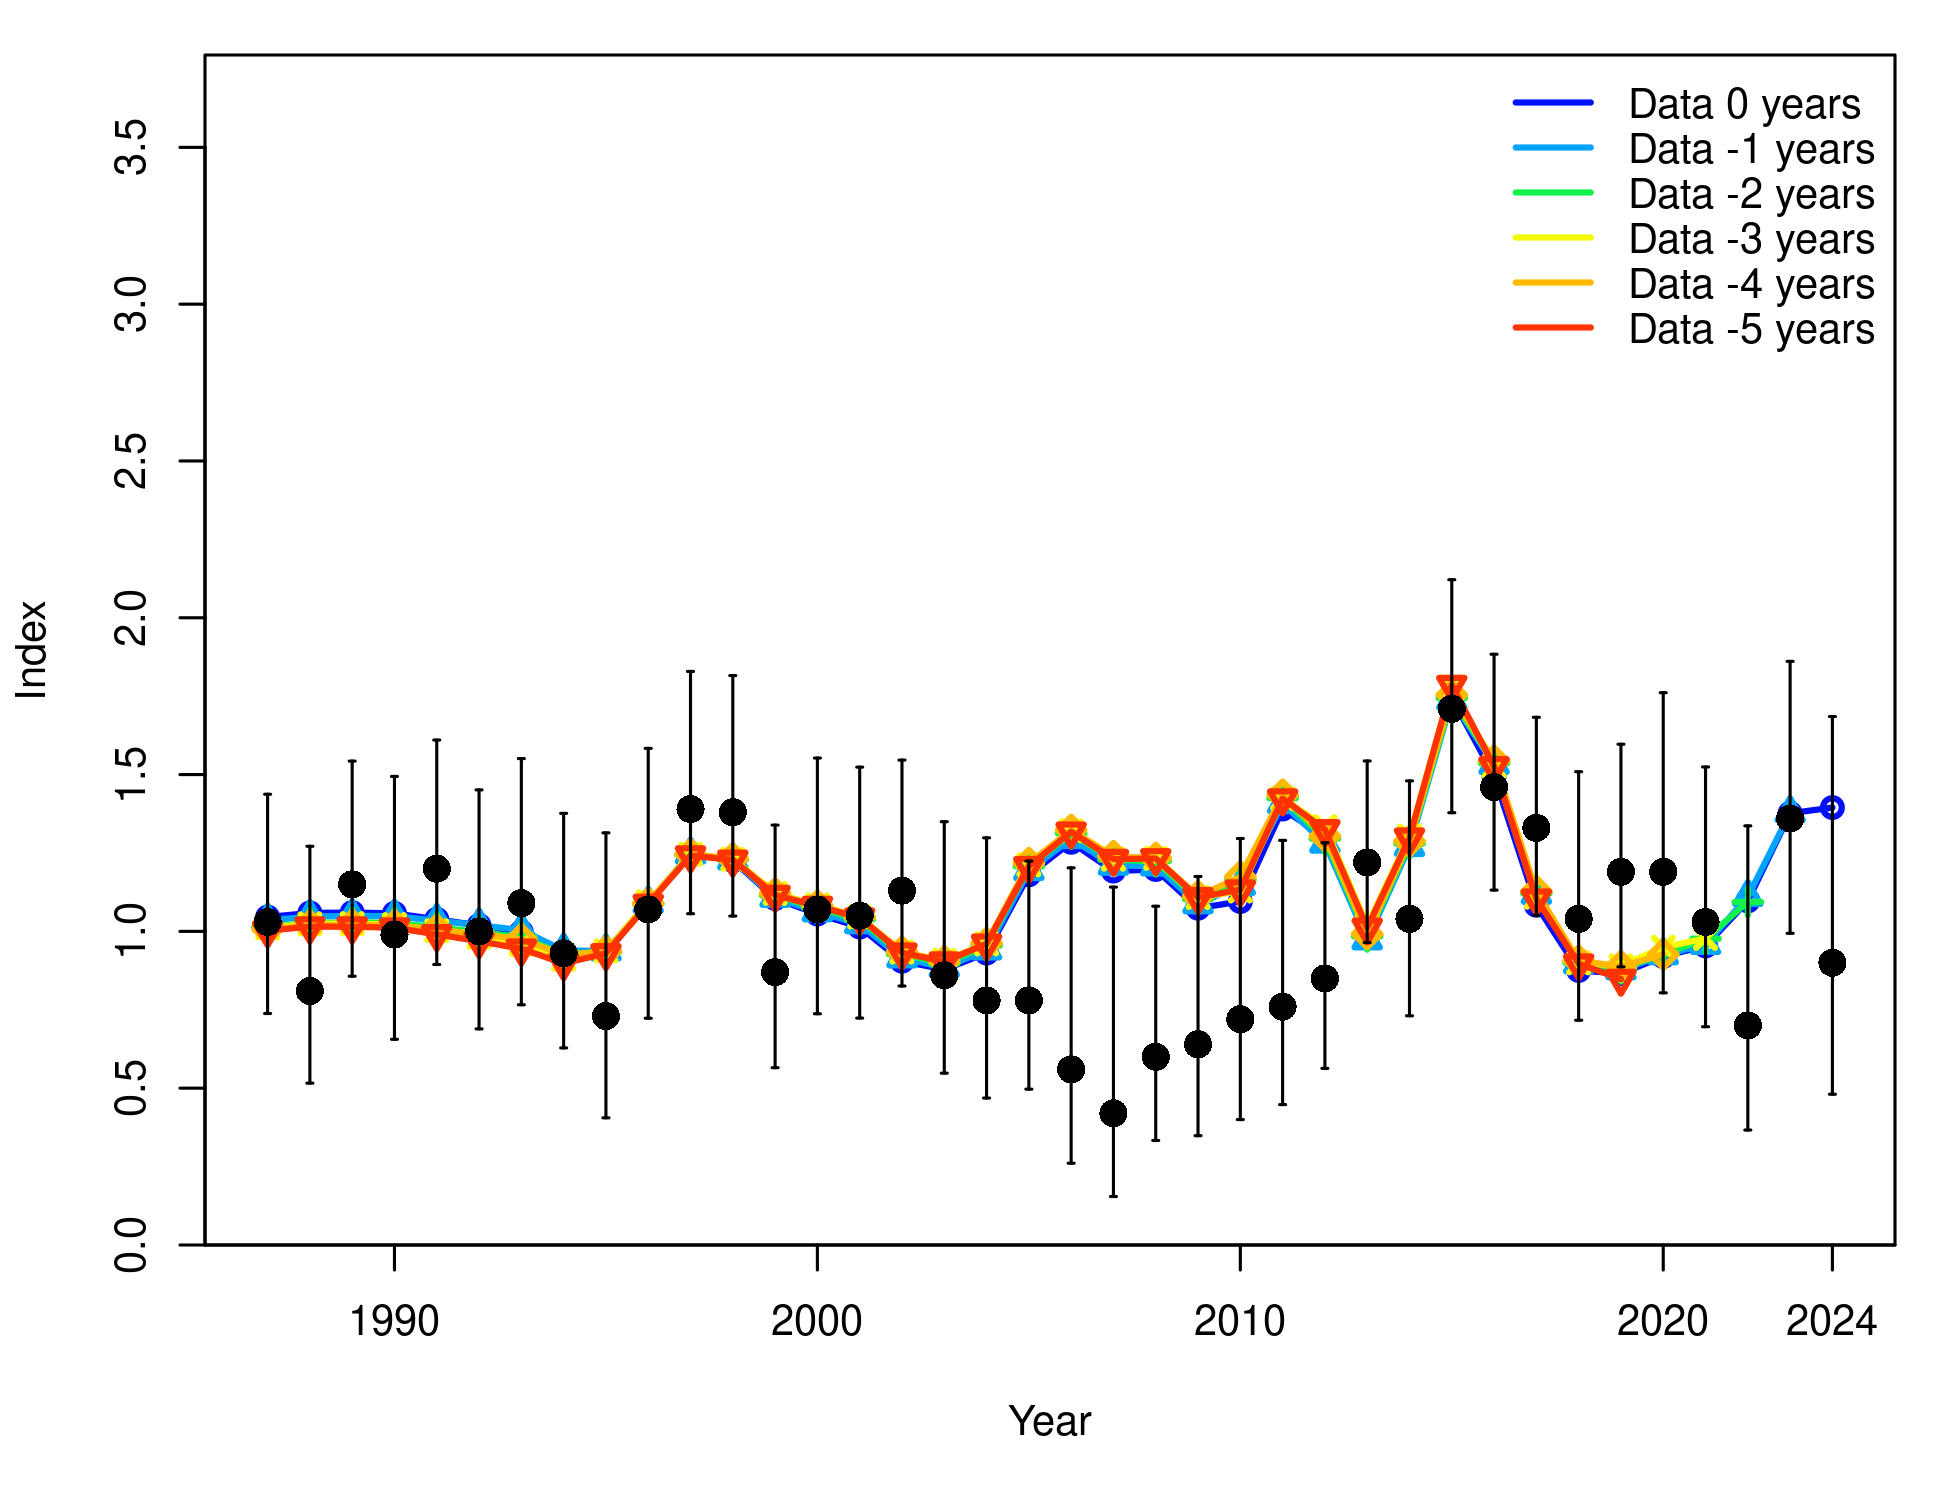 Data 0 years
Data -1 years
Data -2 years
Data -3 years
Data -4 years
Data -5 years
3.5
3.0
2.5
2.0
1.5
1.0
0.5
0.0
Index
1990 2000 2010 2020 2024
Year